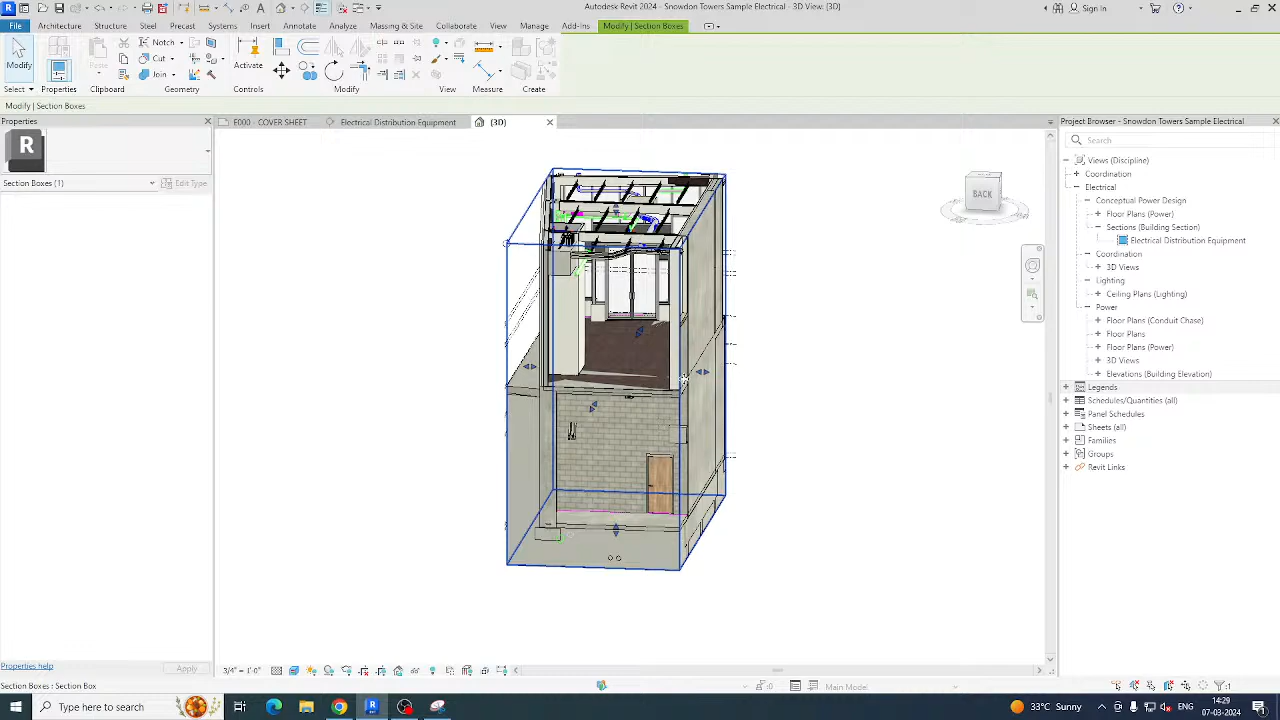 Autodesk Revit 2024 - Snowdon Towers Sample Electrical - 3D View: {3D}
Sign In
File
Architecture
Structure
Steel
Precast
Systems
Insert
Annotate
Analyze
Massing & Site
Collaborate
View
Manage
Add-Ins
Modify | Section Boxes
Modify
Paste
Notch
Cut
Join
Activate
Select
Properties
Clipboard
Geometry
Controls
Modify
View
Measure
Create
Modify | Section Boxes
Properties
R
Section Boxes (1)
Edit Type
E000 - COVER SHEET
Electrical Distribution Equipment
{3D}
BACK
Project Browser - Snowdon Towers Sample Electrical
Search
Views (Discipline)
Coordination
Electrical
Conceptual Power Design
Floor Plans (Power)
Sections (Building Section)
Electrical Distribution Equipment
Coordination
3D Views
Lighting
Ceiling Plans (Lighting)
Power
Floor Plans (Conduit Chase)
Floor Plans
Floor Plans (Power)
3D Views
Elevations (Building Elevation)
Legends
Schedules/Quantities (all)
Panel Schedules
Sheets (all)
Families
Groups
Revit Links
Properties help
Apply
3/4" = 1'-0"
Section Boxes : Section Box
:0
Main Model
:1
Type here to search
33°C Sunny
14:29
07-03-2024